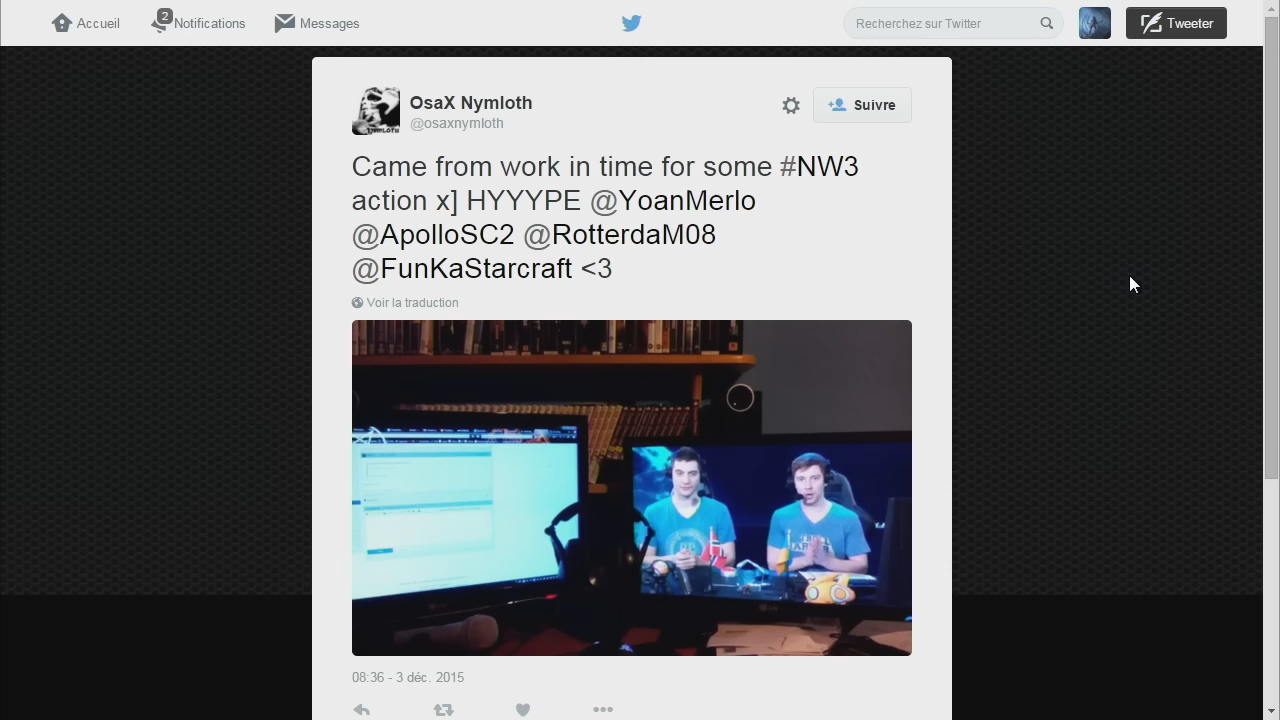 Accueil 2 Notifications Messages Recherchez sur Twitter Tweeter
OsaX Nymloth
@osaxnymloth
Suivre
Came from work in time for some #NW3
action x] HYYYPE @YoanMerlo
@ApolloSC2 @RotterdaM08
@FunKaStarcraft <3
Voir la traduction
LG
08:36 - 3 déc. 2015